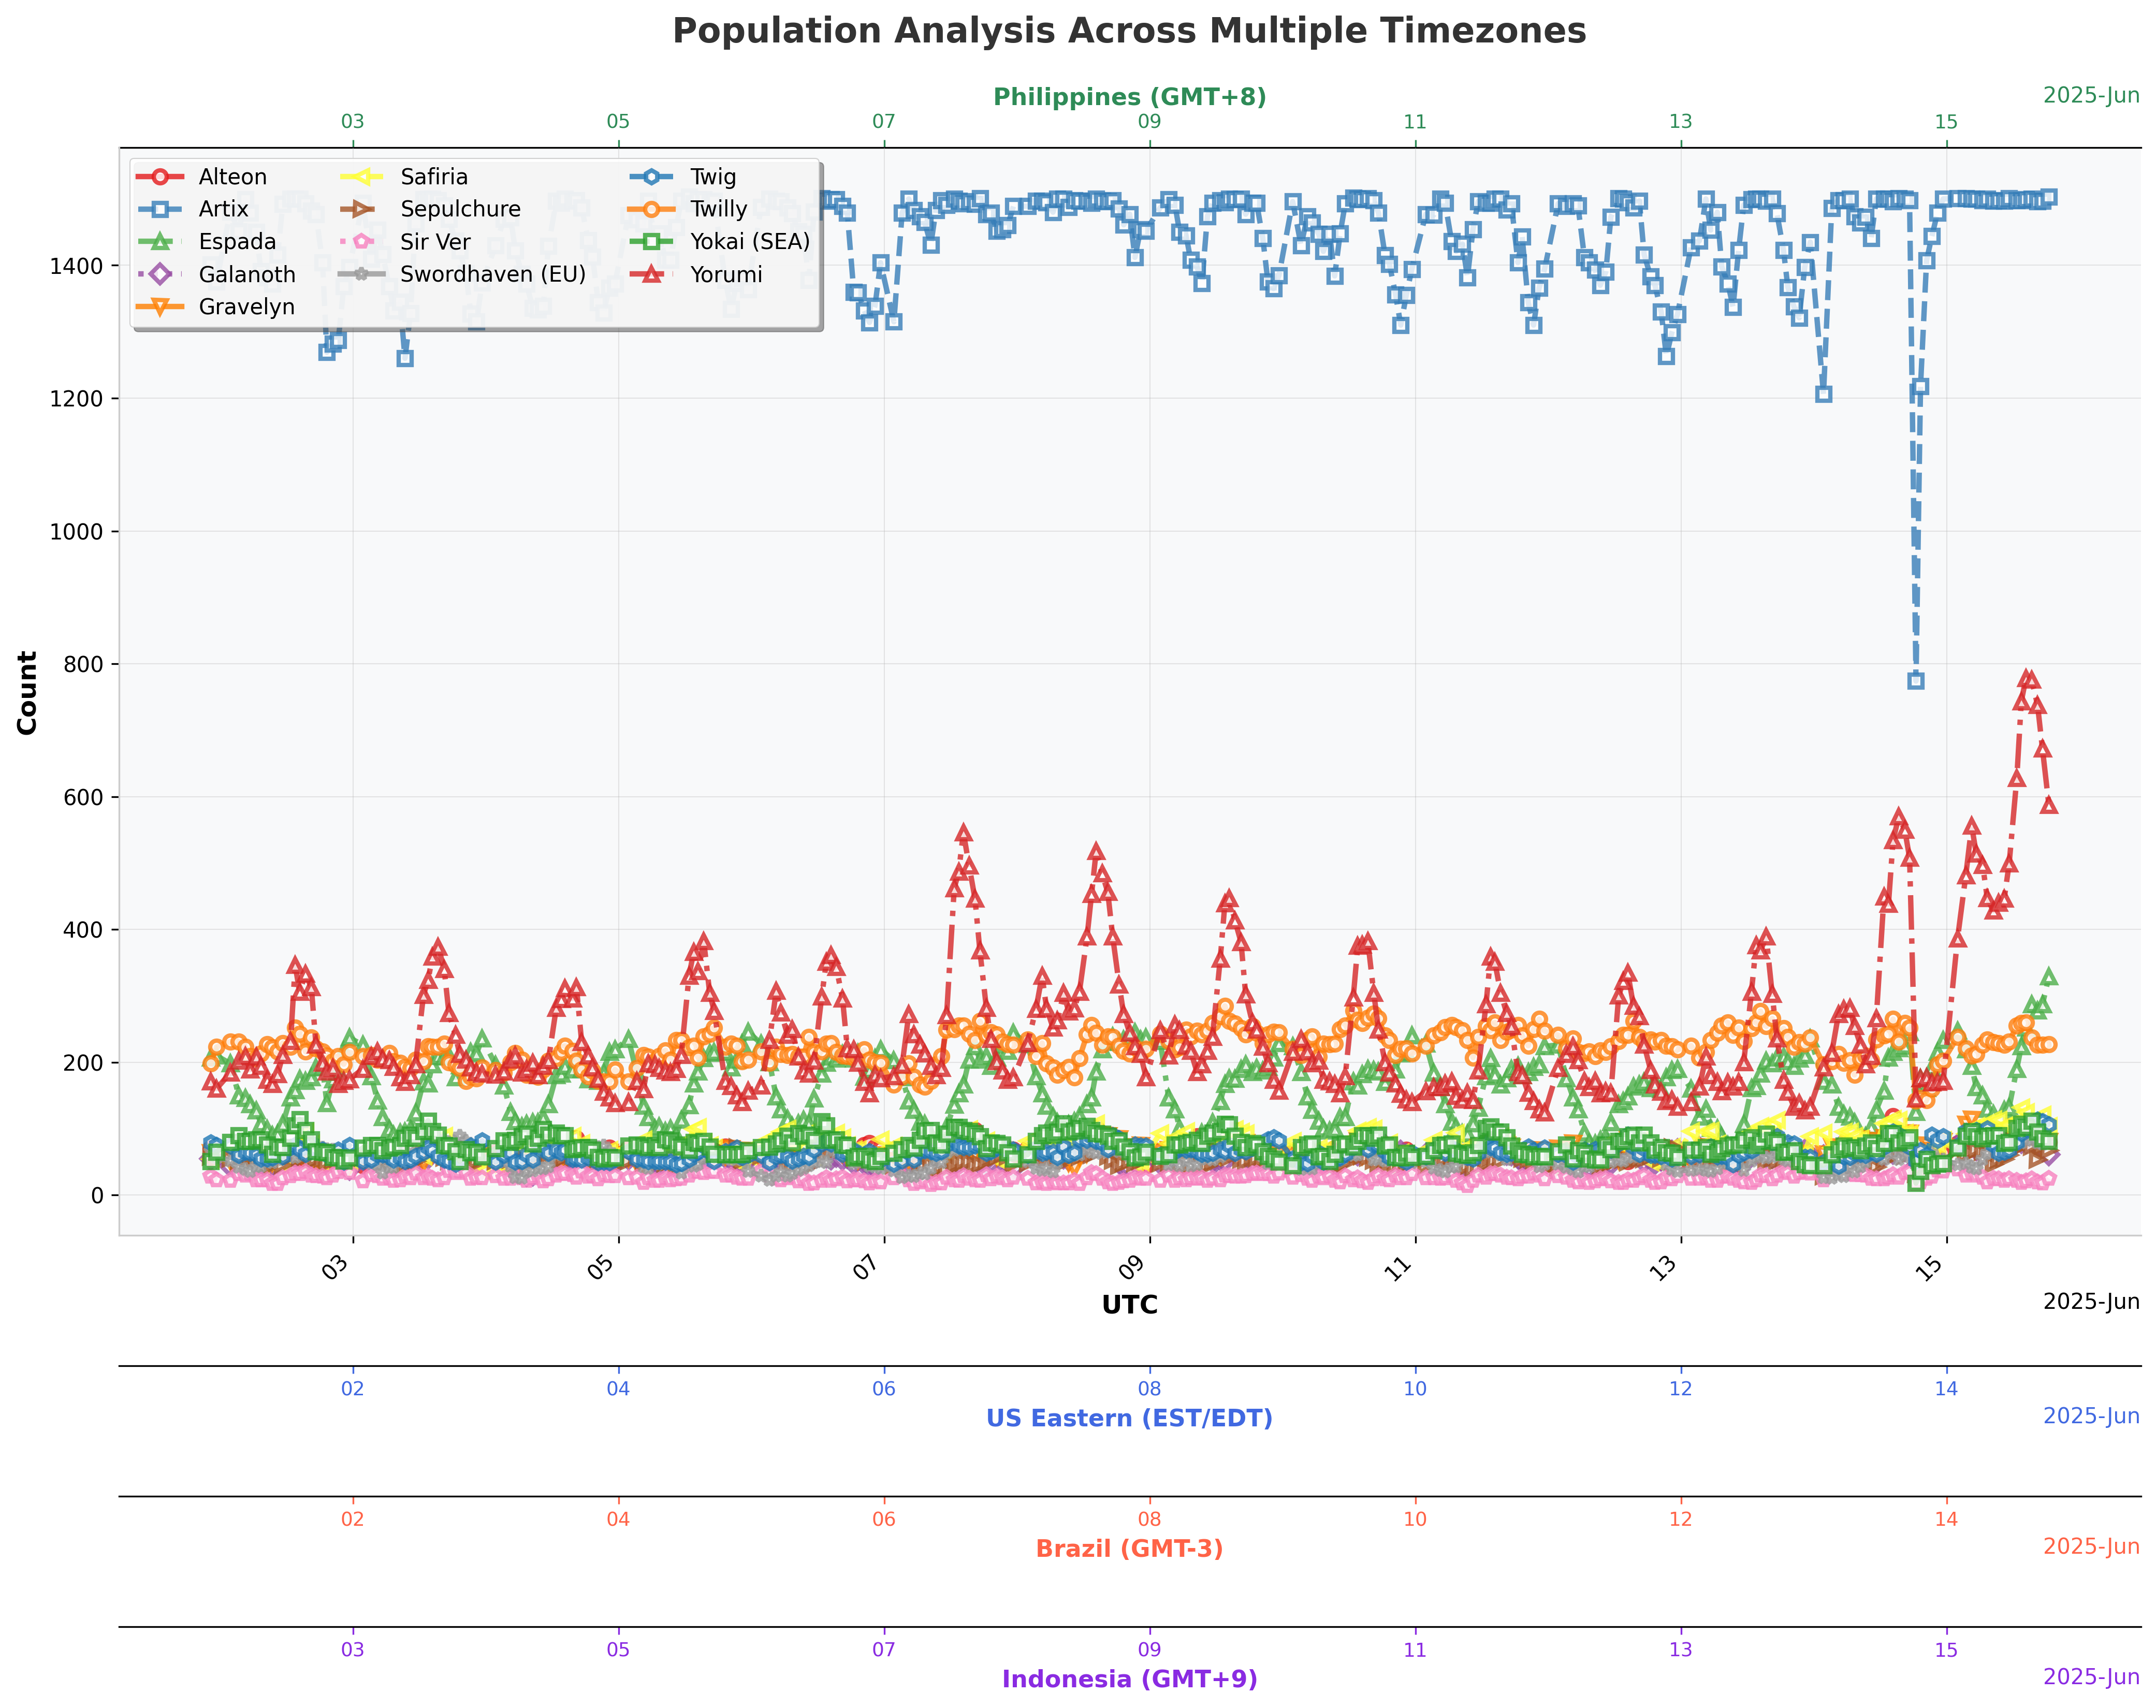 Population Analysis Across Multiple Timezones
Philippines (GMT+8)
2025-Jun
03 05 07 09 11 13 15
Alteon
Artix
Espada
Galanoth
Gravelyn
Safiria
Sepulchure
Sir Ver
Swordhaven (EU)
Twig
Twilly
Yokai (SEA)
Yorumi
Count
1400
1200
1000
800
600
400
200
0
03 05 07 09 11 13 15
UTC
2025-Jun
02 04 06 08 10 12 14
US Eastern (EST/EDT)
2025-Jun
02 04 06 08 10 12 14
Brazil (GMT-3)
2025-Jun
03 05 07 09 11 13 15
Indonesia (GMT+9)
2025-Jun